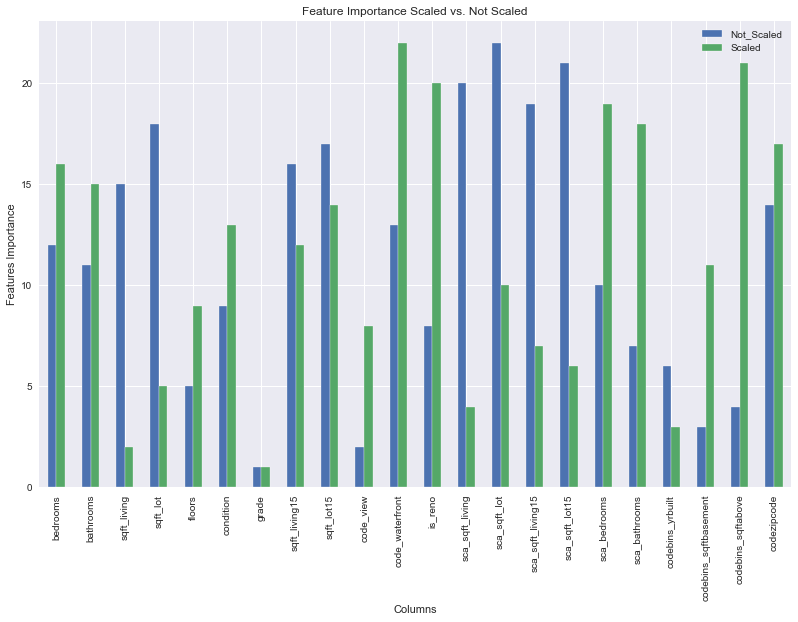 Feature Importance Scaled vs. Not Scaled
Not_Scaled
Scaled
Features Importance
20
15
10
5
0
bedrooms
bathrooms
sqft_living
sqft_lot
floors
condition
grade
sqft_living15
sqft_lot15
code_view
code_waterfront
is_reno
sca_sqft_living
sca_sqft_lot
sca_sqft_living15
sca_sqft_lot15
sca_bedrooms
sca_bathrooms
codebins_yrbuilt
codebins_sqftbasement
codebins_sqftabove
codezipcode
Columns